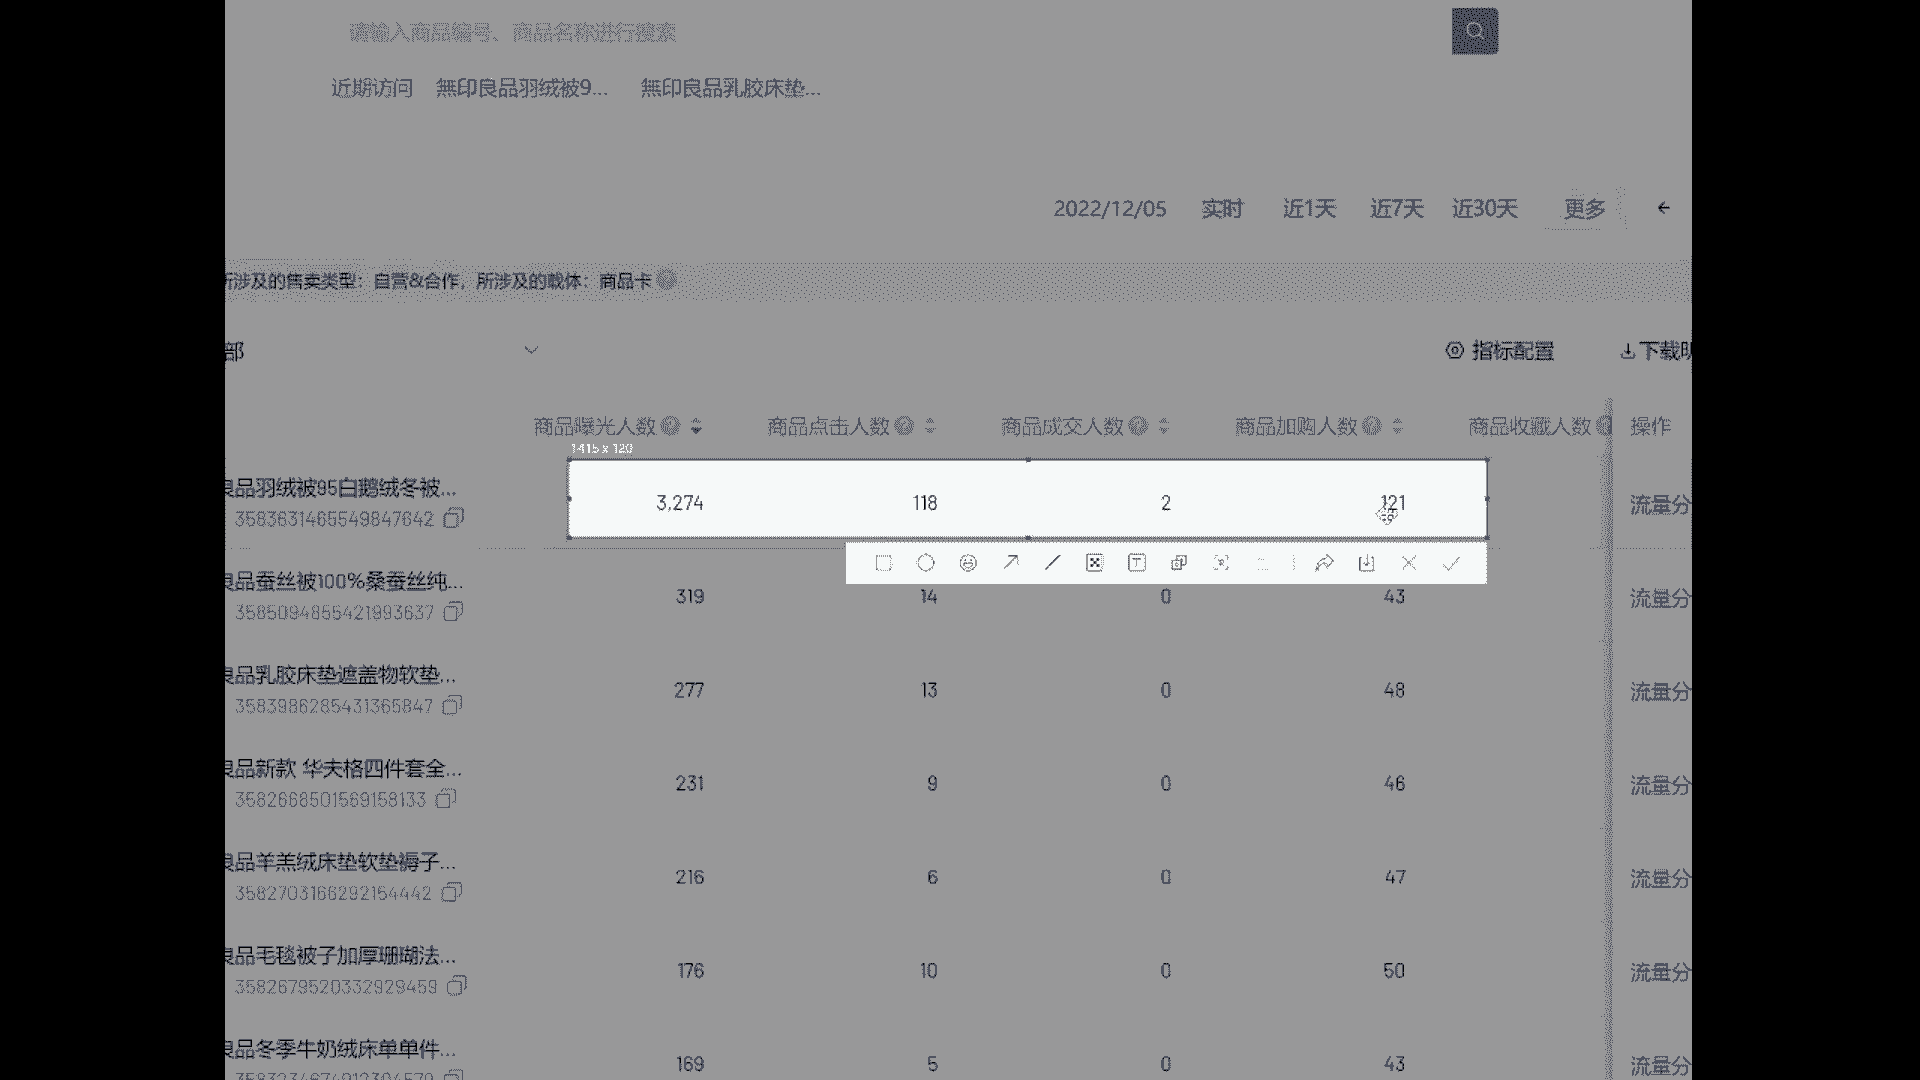 请输入商品编号、商品名称进行搜索
近期访问 無印良品羽绒被9... 無印良品乳胶床垫...
2022/12/05 实时 近1天 近7天 近30天 更多
所涉及的售卖类型：自营&合作，所涉及的载体：商品卡
部 指标配置 下载明
商品曝光人数 商品点击人数 商品成交人数 商品加购人数 商品收藏人数 操作
1415 x 120
良品羽绒被95白鹅绒冬被... 3,274 118 2 121 流量分
3583631465549847642
良品蚕丝被100%桑蚕丝纯... 319 14 0 43 流量分
3585094855421993637
良品乳胶床垫遮盖物软垫... 277 13 0 48 流量分
3583986285431365847
良品新款 华夫格四件套全... 231 9 0 46 流量分
3582668501569158133
良品羊羔绒床垫软垫褥子... 216 6 0 47 流量分
3582703166292154442
良品毛毯被子加厚珊瑚法... 176 10 0 50 流量分
3582679520332929459
良品冬季牛奶绒床单单件... 169 5 0 43 流量分